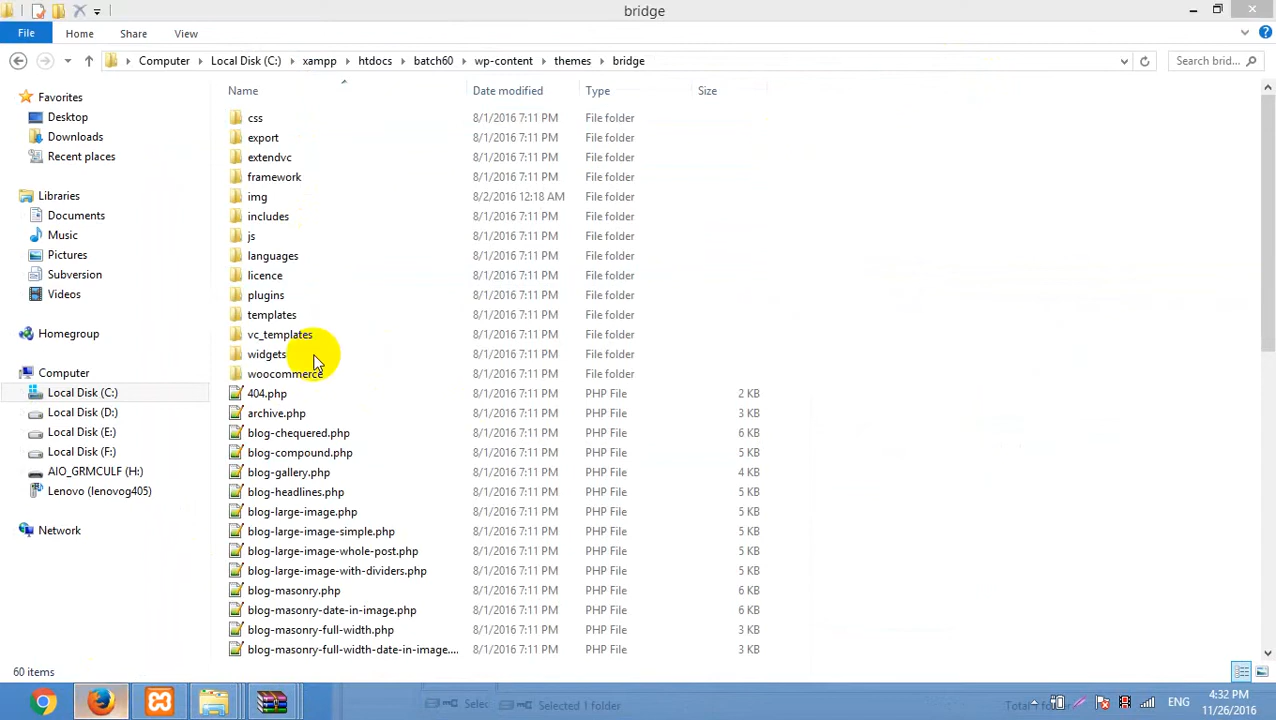 bridge
File Home Share View
Computer Local Disk (C:) xampp htdocs batch60 wp-content themes bridge
Search brid...
Favorites
Desktop
Downloads
Recent places
Libraries
Documents
Music
Pictures
Subversion
Videos
Homegroup
Computer
Local Disk (C:)
Local Disk (D:)
Local Disk (E:)
Local Disk (F:)
AIO_GRMCULF (H:)
Lenovo (lenovog405)
Network
Name Date modified Type Size
css 8/1/2016 7:11 PM File folder
export 8/1/2016 7:11 PM File folder
extendvc 8/1/2016 7:11 PM File folder
framework 8/1/2016 7:11 PM File folder
img 8/2/2016 12:18 AM File folder
includes 8/1/2016 7:11 PM File folder
js 8/1/2016 7:11 PM File folder
languages 8/1/2016 7:11 PM File folder
licence 8/1/2016 7:11 PM File folder
plugins 8/1/2016 7:11 PM File folder
templates 8/1/2016 7:11 PM File folder
vc_templates 8/1/2016 7:11 PM File folder
widgets 8/1/2016 7:11 PM File folder
woocommerce 8/1/2016 7:11 PM File folder
404.php 8/1/2016 7:11 PM PHP File 2 KB
archive.php 8/1/2016 7:11 PM PHP File 3 KB
blog-chequered.php 8/1/2016 7:11 PM PHP File 6 KB
blog-compound.php 8/1/2016 7:11 PM PHP File 5 KB
blog-gallery.php 8/1/2016 7:11 PM PHP File 4 KB
blog-headlines.php 8/1/2016 7:11 PM PHP File 5 KB
blog-large-image.php 8/1/2016 7:11 PM PHP File 5 KB
blog-large-image-simple.php 8/1/2016 7:11 PM PHP File 5 KB
blog-large-image-whole-post.php 8/1/2016 7:11 PM PHP File 5 KB
blog-large-image-with-dividers.php 8/1/2016 7:11 PM PHP File 5 KB
blog-masonry.php 8/1/2016 7:11 PM PHP File 6 KB
blog-masonry-date-in-image.php 8/1/2016 7:11 PM PHP File 6 KB
blog-masonry-full-width.php 8/1/2016 7:11 PM PHP File 3 KB
blog-masonry-full-width-date-in-image.... 8/1/2016 7:11 PM PHP File 3 KB
60 items
Selec Selected 1 folder
ENG
4:32 PM
11/26/2016